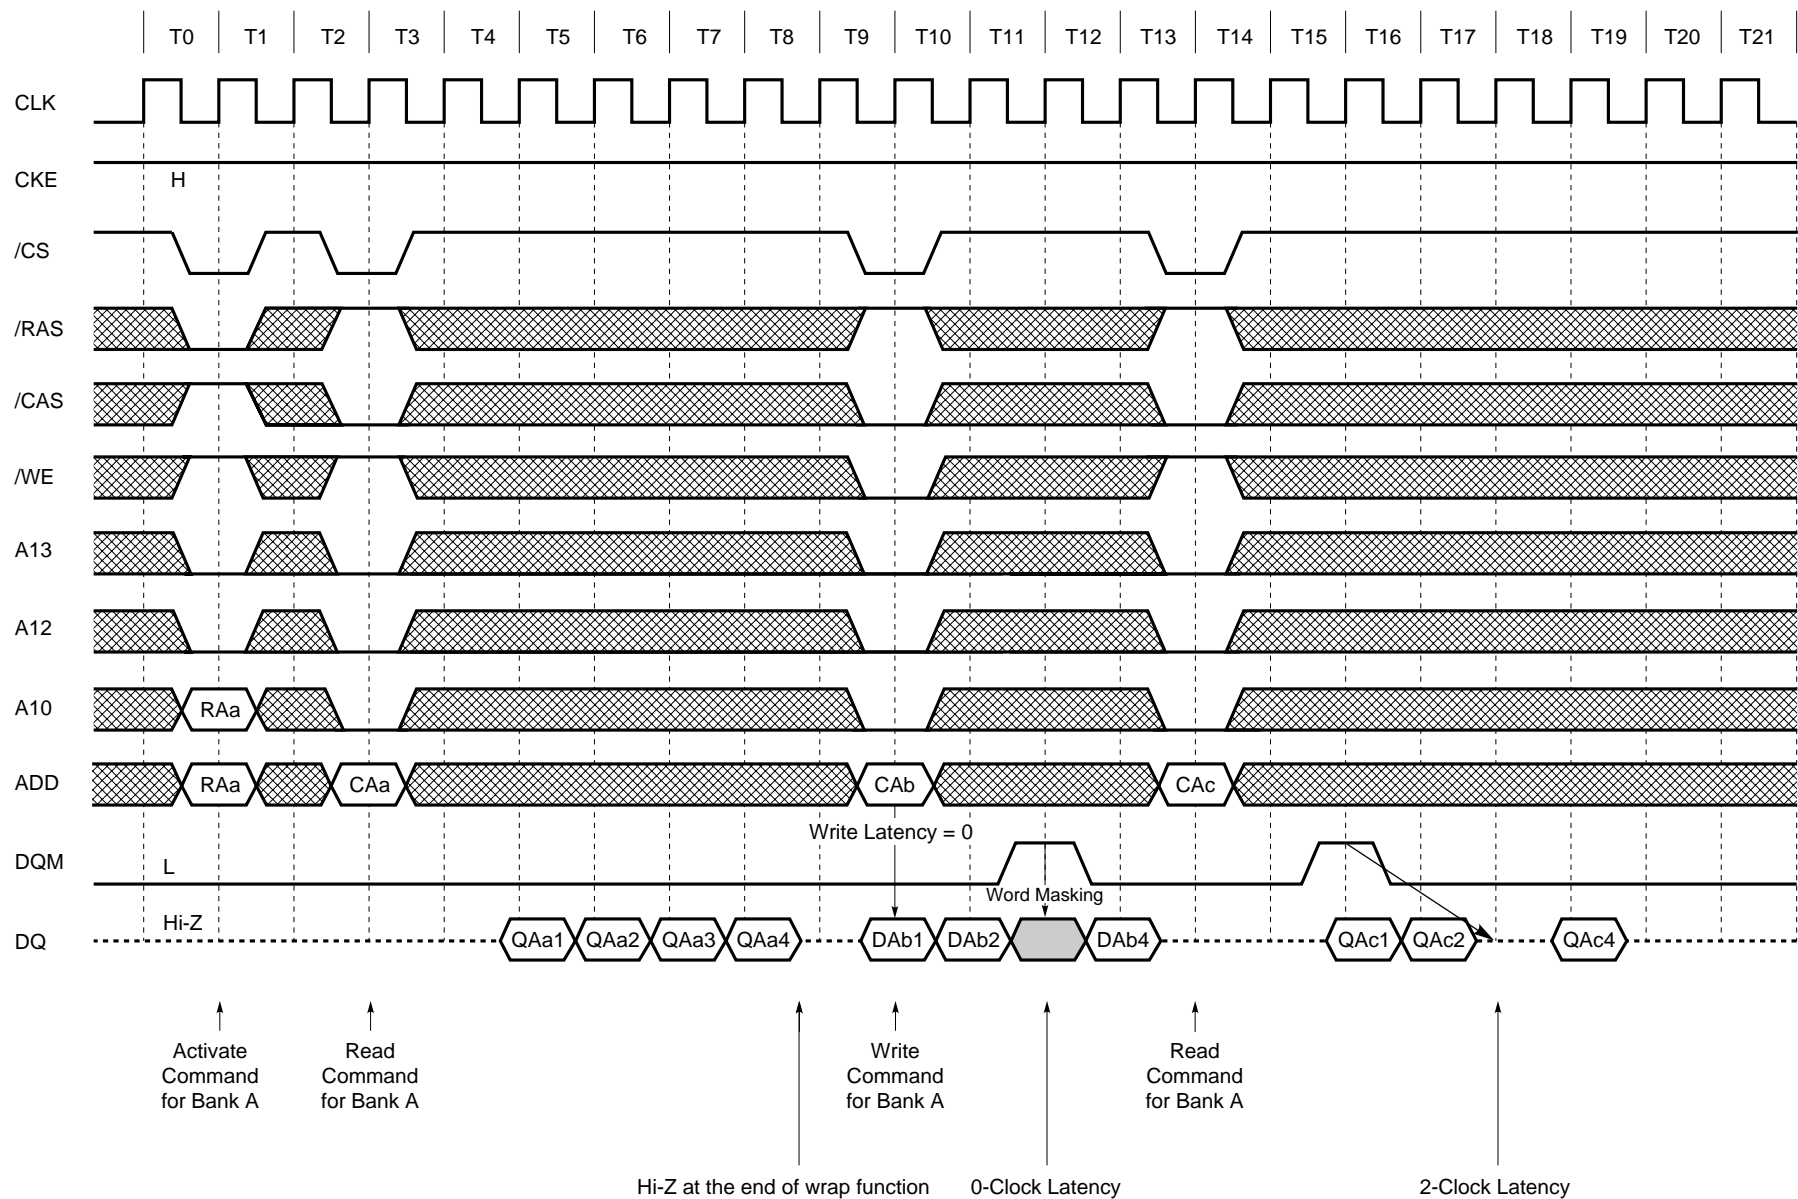 T0 T1 T2 T3 T4 T5 T6 T7 T8 T9 T10 T11 T12 T13 T14 T15 T16 T17 T18 T19 T20 T21
CLK
CKE H
/CS
/RAS
/CAS
/WE
A13
A12
A10 RAa
ADD RAa CAa CAb CAc
Write Latency = 0
DQM L
Word Masking
Hi-Z
DQ QAa1 QAa2 QAa3 QAa4 DAb1 DAb2 DAb4 QAc1 QAc2 QAc4
Activate Read Write Read
Command Command Command Command
for Bank A for Bank A for Bank A for Bank A
Hi-Z at the end of wrap function 0-Clock Latency 2-Clock Latency